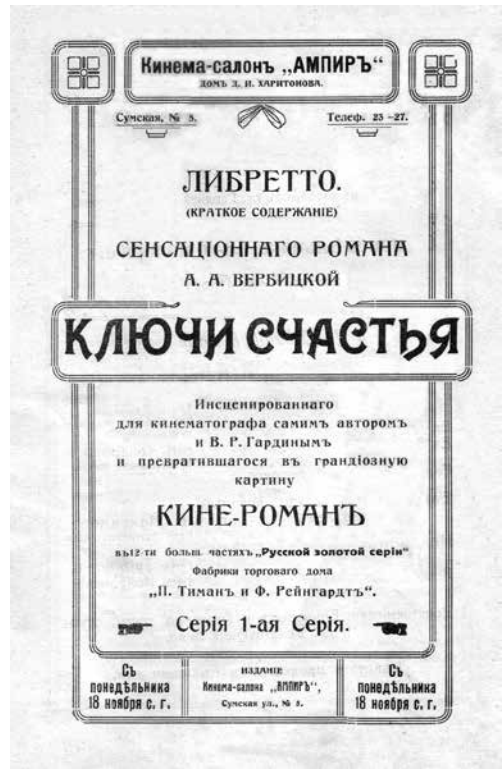 Кинема-салонъ „АМПИРЪ“
ДОМЪ Д. И. ХАРИТОНОВА.
Сумская, № 5. Телеф. 23-27.
ЛИБРЕТТО.
(КРАТКОЕ СОДЕРЖАНІЕ)
СЕНСАЦІОННАГО РОМАНА
А. А. ВЕРБИЦКОЙ
КЛЮЧИ СЧАСТЬЯ
Инсценированнаго
для кинематографа самимъ авторомъ
и В. Р. Гардинымъ
и превратившагося въ грандіозную
картину
КИНЕ-РОМАНЪ
въ12-ти больш. частяхъ „Русской золотой серіи“
Фабрики торговаго дома
„П. Тиманъ и Ф. Рейнгардтъ“.
Серія 1-ая Серія.
Съ понедѣльника 18 ноября с. г.
ИЗДАНІЕ
Кинема-салона „АМПИРЪ“,
Сумская ул., № 5.
Съ понедѣльника 18 ноября с. г.